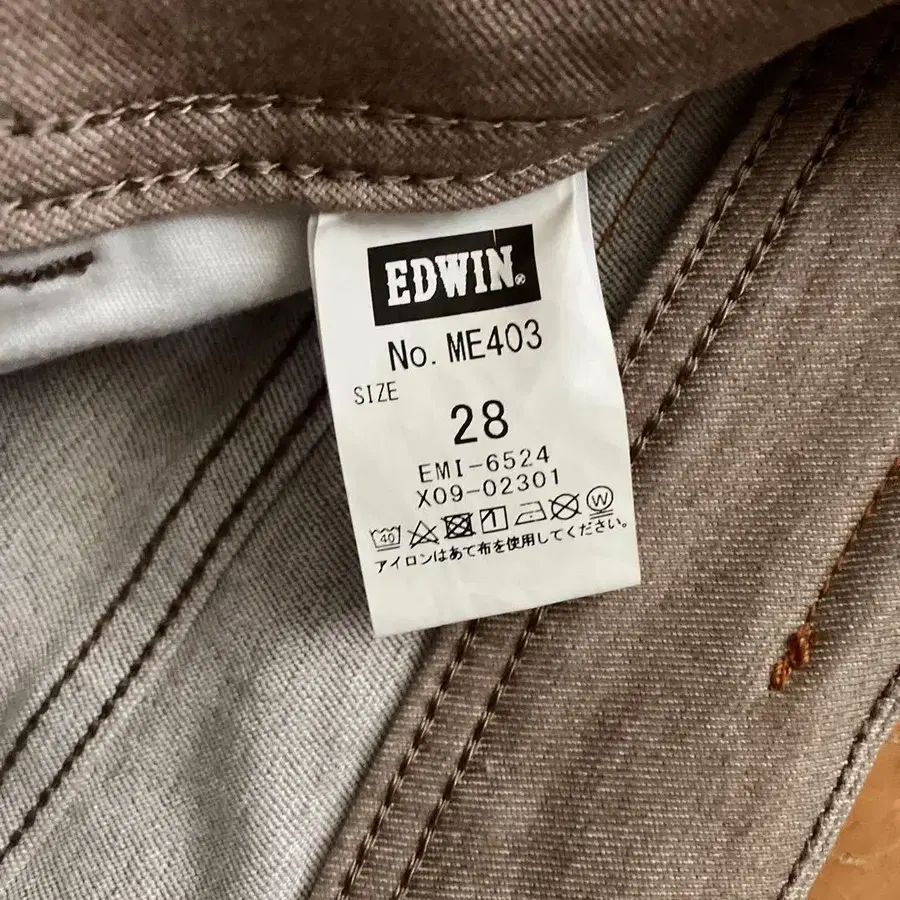 EDWIN®
No. ME403
SIZE
28
EMI-6524
X09-02301
40 W
アイロンはあて布を使用してください。